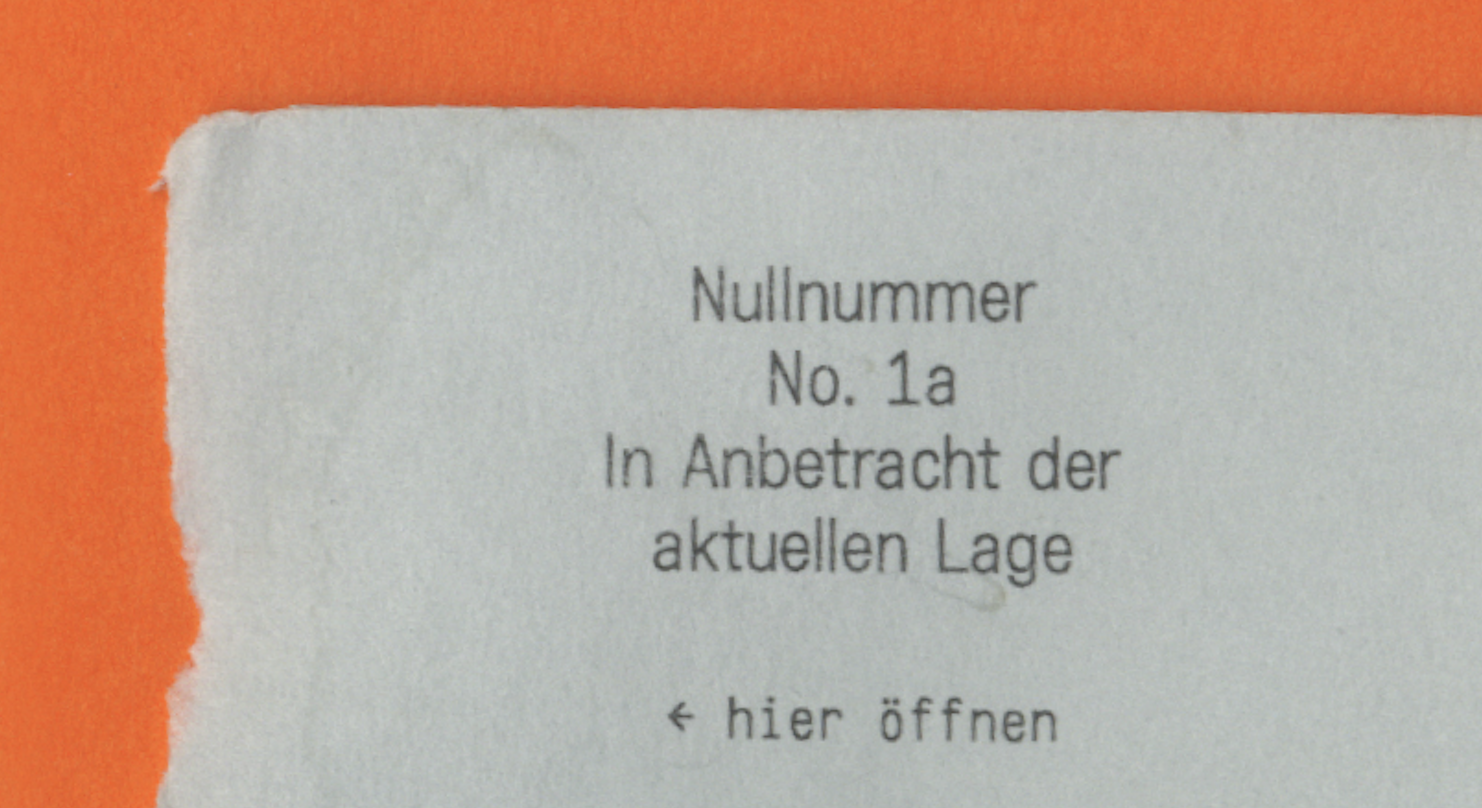 Nullnummer
No. 1a
In Anbetracht der
aktuellen Lage
← hier öffnen